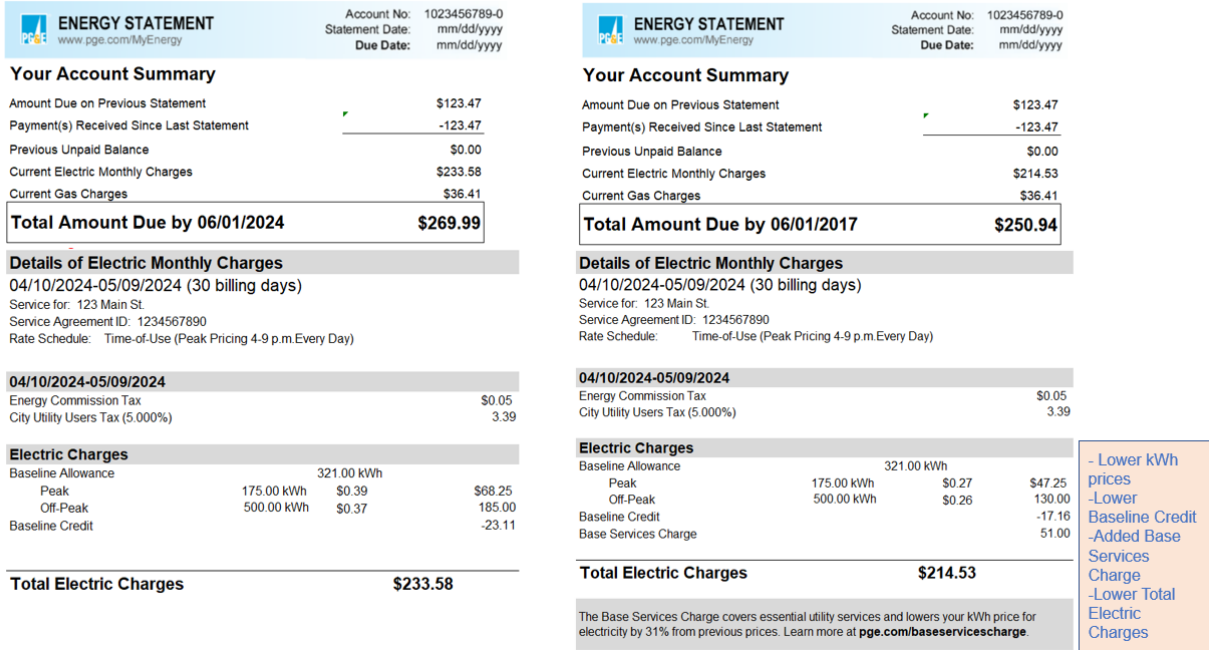 PG&E
ENERGY STATEMENT
www.pge.com/MyEnergy
Account No: 1023456789-0
Statement Date: mm/dd/yyyy
Due Date: mm/dd/yyyy
Your Account Summary
Amount Due on Previous Statement $123.47
Payment(s) Received Since Last Statement -123.47
Previous Unpaid Balance $0.00
Current Electric Monthly Charges $233.58
Current Gas Charges $36.41
Total Amount Due by 06/01/2024 $269.99
Details of Electric Monthly Charges
04/10/2024-05/09/2024 (30 billing days)
Service for: 123 Main St.
Service Agreement ID: 1234567890
Rate Schedule: Time-of-Use (Peak Pricing 4-9 p.m.Every Day)
04/10/2024-05/09/2024
Energy Commission Tax $0.05
City Utility Users Tax (5.000%) 3.39
Electric Charges
Baseline Allowance 321.00 kWh
Peak 175.00 kWh $0.39 $68.25
Off-Peak 500.00 kWh $0.37 185.00
Baseline Credit -23.11
Total Electric Charges $233.58
PG&E
ENERGY STATEMENT
www.pge.com/MyEnergy
Account No: 1023456789-0
Statement Date: mm/dd/yyyy
Due Date: mm/dd/yyyy
Your Account Summary
Amount Due on Previous Statement $123.47
Payment(s) Received Since Last Statement -123.47
Previous Unpaid Balance $0.00
Current Electric Monthly Charges $214.53
Current Gas Charges $36.41
Total Amount Due by 06/01/2017 $250.94
Details of Electric Monthly Charges
04/10/2024-05/09/2024 (30 billing days)
Service for: 123 Main St.
Service Agreement ID: 1234567890
Rate Schedule: Time-of-Use (Peak Pricing 4-9 p.m.Every Day)
04/10/2024-05/09/2024
Energy Commission Tax $0.05
City Utility Users Tax (5.000%) 3.39
Electric Charges
Baseline Allowance 321.00 kWh
Peak 175.00 kWh $0.27 $47.25
Off-Peak 500.00 kWh $0.26 130.00
Baseline Credit -17.16
Base Services Charge 51.00
Total Electric Charges $214.53
The Base Services Charge covers essential utility services and lowers your kWh price for
electricity by 31% from previous prices. Learn more at pge.com/baseservicescharge.
- Lower kWh
prices
-Lower
Baseline Credit
-Added Base
Services
Charge
-Lower Total
Electric
Charges